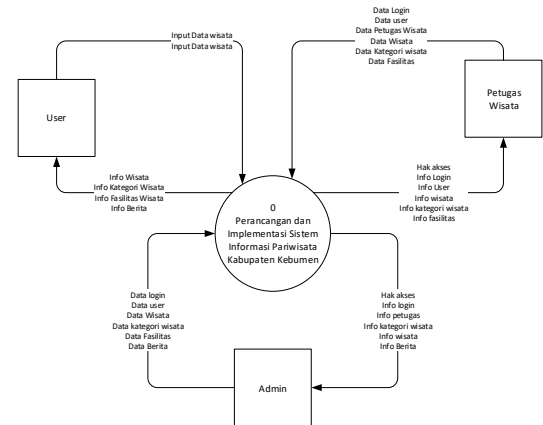 Input Data wisata
Input Data wisata
User
Info Wisata
Info Kategori Wisata
Info Fasilitas Wisata
Info Berita
Data Login
Data user
Data Petugas Wisata
Data Wisata
Data Kategori wisata
Data Fasilitas
Petugas
Wisata
Hak akses
Info Login
Info User
Info wisata
Info kategori wisata
Info fasilitas
0
Perancangan dan
Implementasi Sistem
Informasi Pariwisata
Kabupaten Kebumen
Data login
Data user
Data Wisata
Data kategori wisata
Data Fasilitas
Data Berita
Hak akses
Info login
Info petugas
Info kategori wisata
Info wisata
Info Berita
Admin